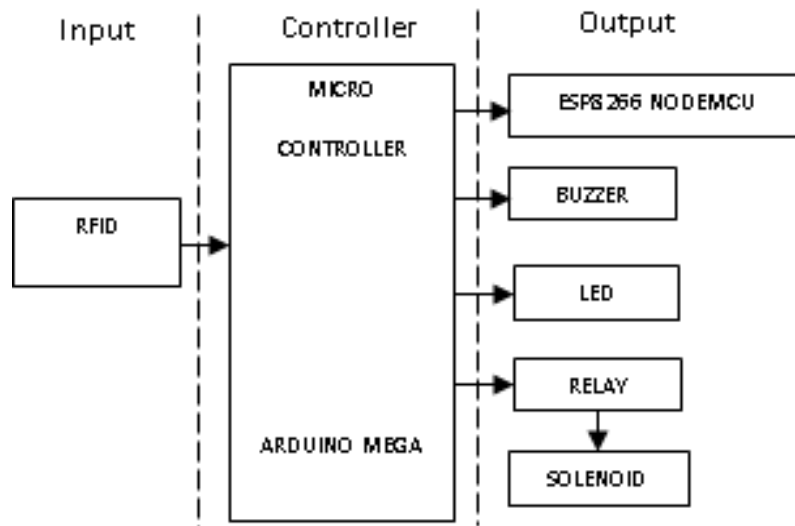 Input
Controller
Output
RFID
MICRO
CONTROLLER
ARDUINO MEGA
ESP8266 NODEMCU
BUZZER
LED
RELAY
SOLENOID